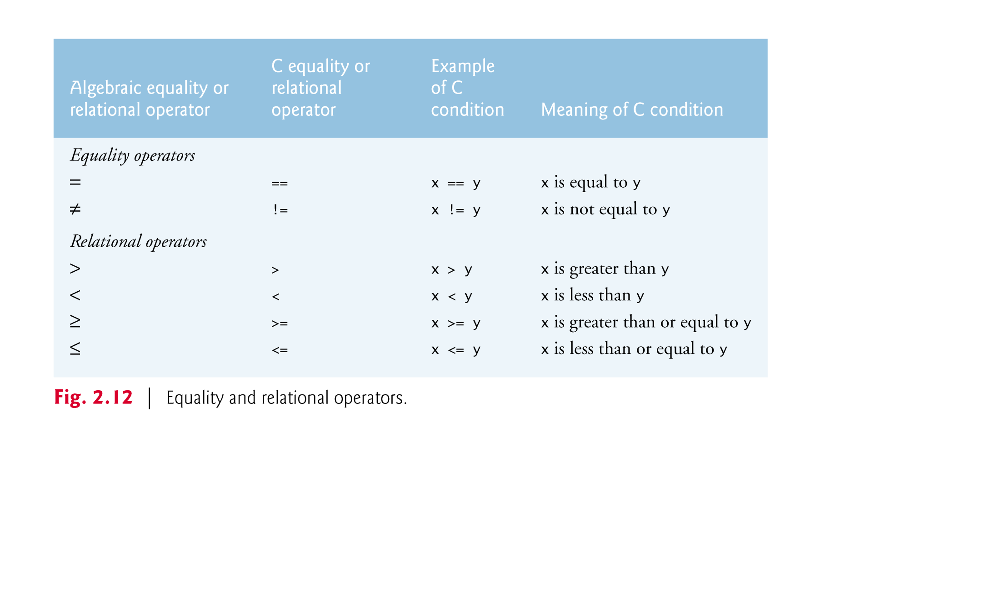 Algebraic equality or relational operator C equality or relational operator Example of C condition Meaning of C condition
Equality operators
= == x == y x is equal to y
≠ != x != y x is not equal to y
Relational operators
> > x > y x is greater than y
< < x < y x is less than y
≥ >= x >= y x is greater than or equal to y
≤ <= x <= y x is less than or equal to y
Fig. 2.12 | Equality and relational operators.